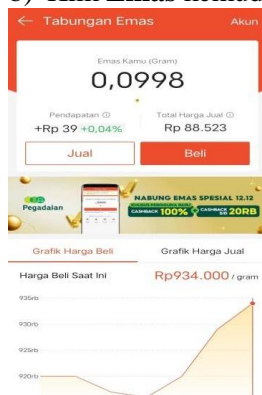 ← Tabungan Emas Akun
Emas Kamu (Gram)
0,0998
Pendapatan Total Harga Jual
+Rp 39 +0,04% Rp 88.523
Jual Beli
Pegadaian
NABUNG EMAS SPESIAL 12.12
CASHBACK 100% CASHBACK 20RB
Grafik Harga Beli Grafik Harga Jual
Harga Beli Saat Ini Rp934.000 / gram
935rb
930rb
925rb
920rb